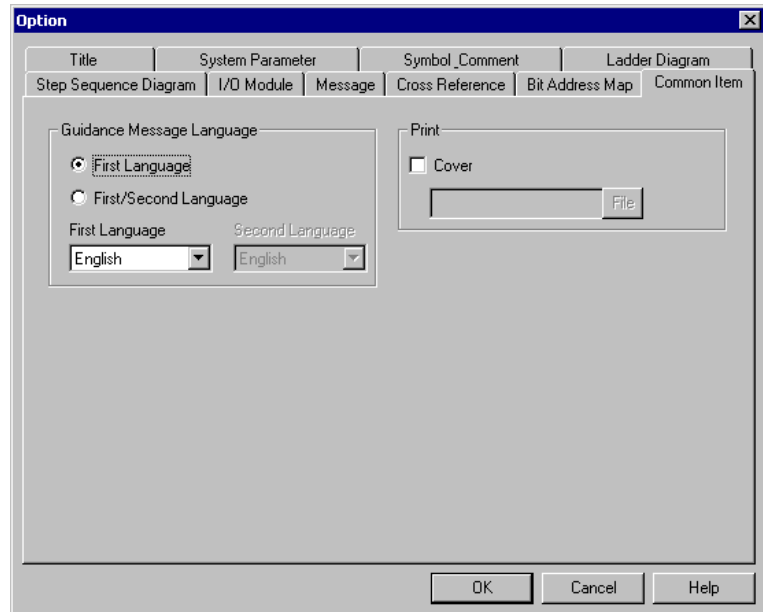 Option
Title System Parameter Symbol_Comment Ladder Diagram
Step Sequence Diagram I/O Module Message Cross Reference Bit Address Map Common Item
Guidance Message Language Print
First Language Cover
First/Second Language File
First Language Second Language
English English
OK Cancel Help